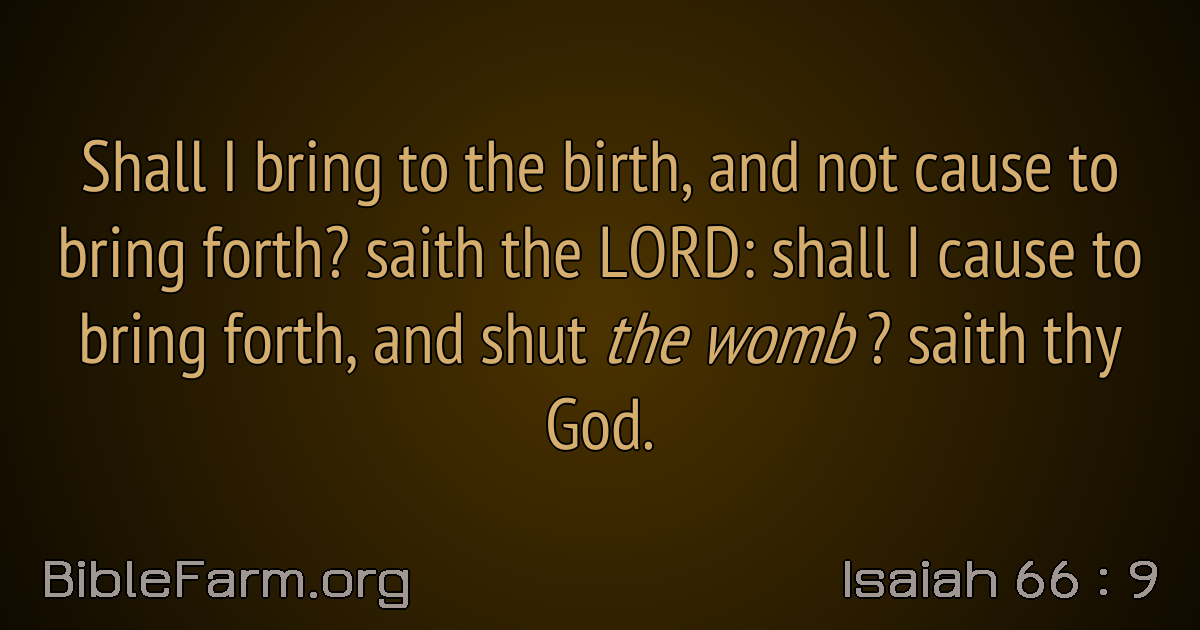 Shall I bring to the birth, and not cause to
bring forth? saith the LORD: shall I cause to
bring forth, and shut the womb ? saith thy
God.
BibleFarm.org
Isaiah 66 : 9